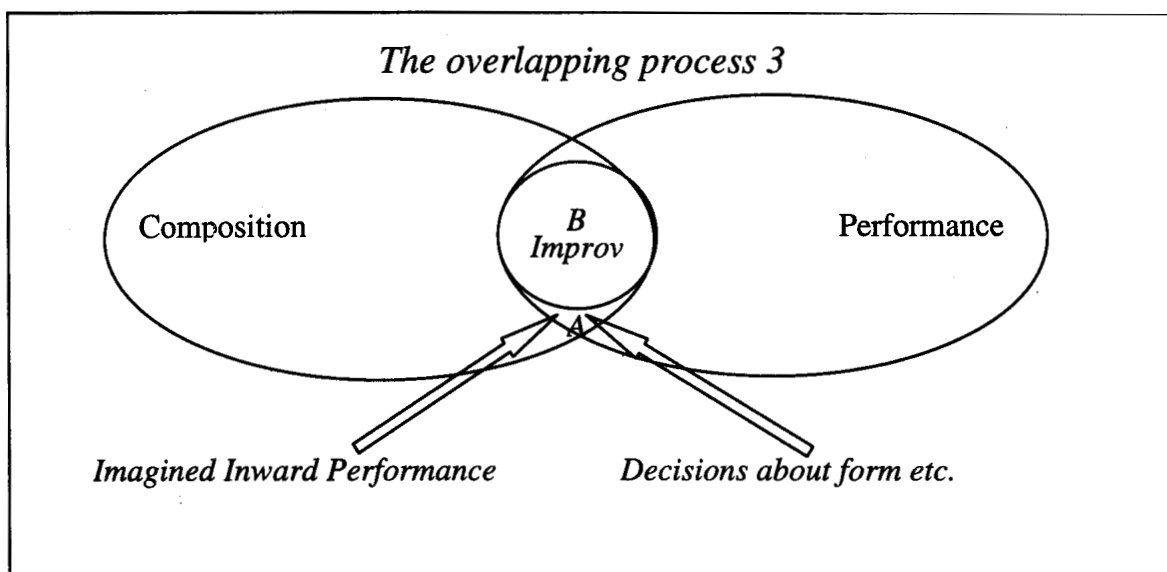 The overlapping process 3
Composition
B
Improv
Performance
A
Imagined Inward Performance
Decisions about form etc.